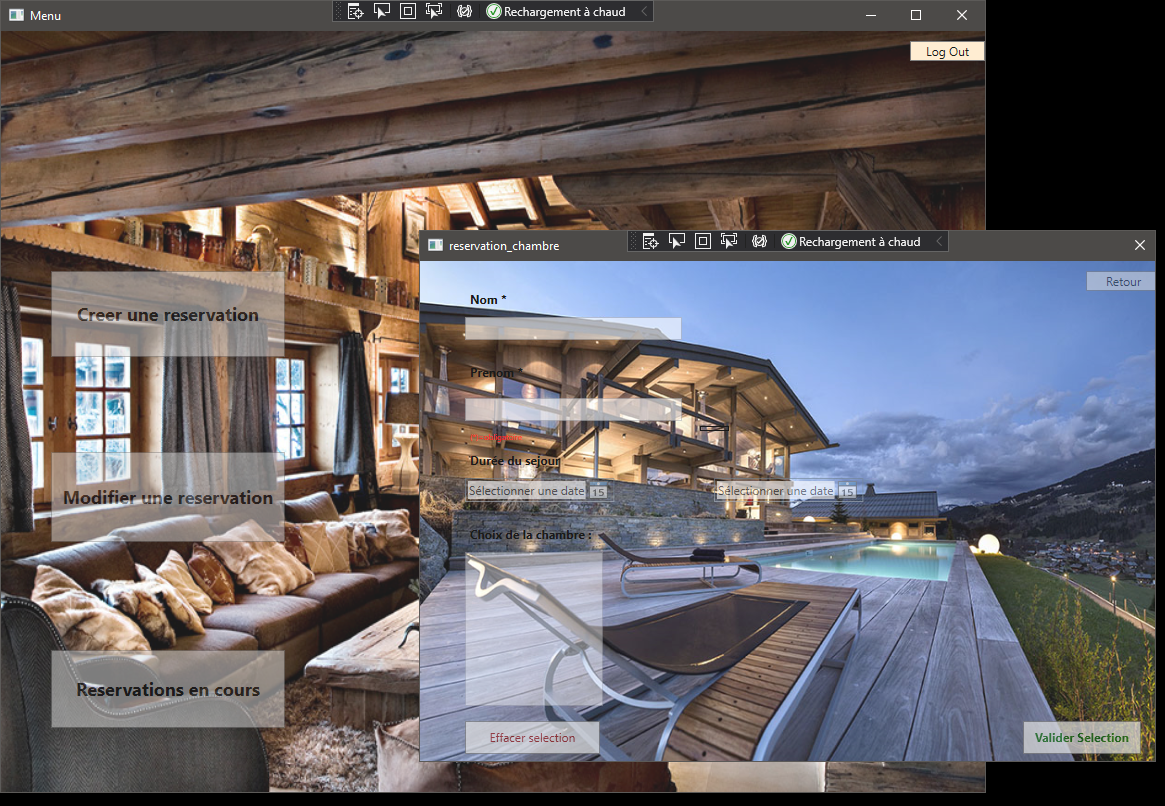 Menu
Rechargement à chaud
Log Out
Creer une reservation
Modifier une reservation
Reservations en cours
reservation_chambre
Rechargement à chaud
Retour
Nom *
Prenom *
Durée du sejour
Sélectionner une date 15
Sélectionner une date 15
Choix de la chambre :
Effacer selection
Valider Selection